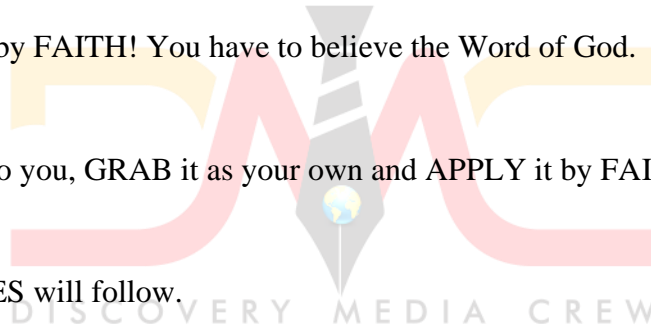 by FAITH! You have to believe the Word of God.
o you, GRAB it as your own and APPLY it by FAI
ES will follow.
DISCOVERY MEDIA CREW